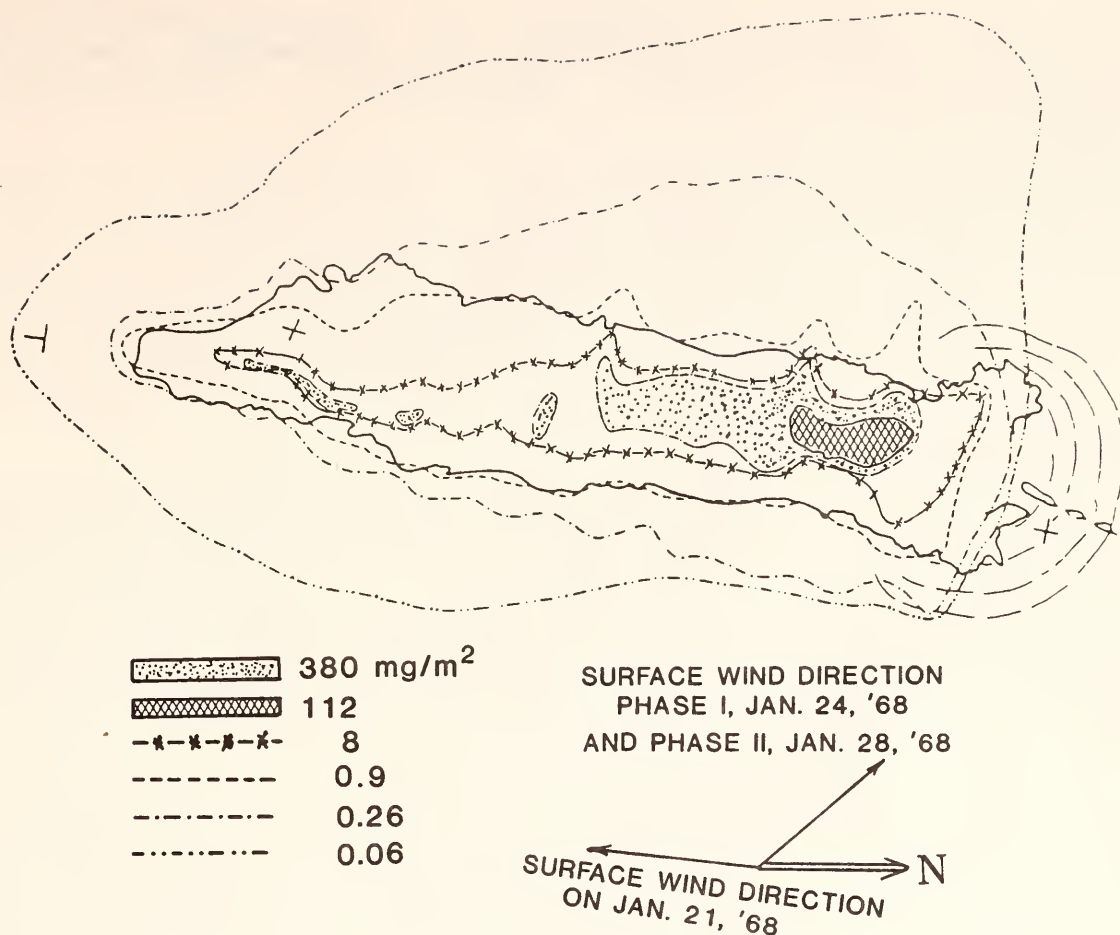 380 mg/m²
112
8
0.9
0.26
0.06
SURFACE WIND DIRECTION
PHASE I, JAN. 24, '68
AND PHASE II, JAN. 28, '68
N
SURFACE WIND DIRECTION
ON JAN. 21, '68